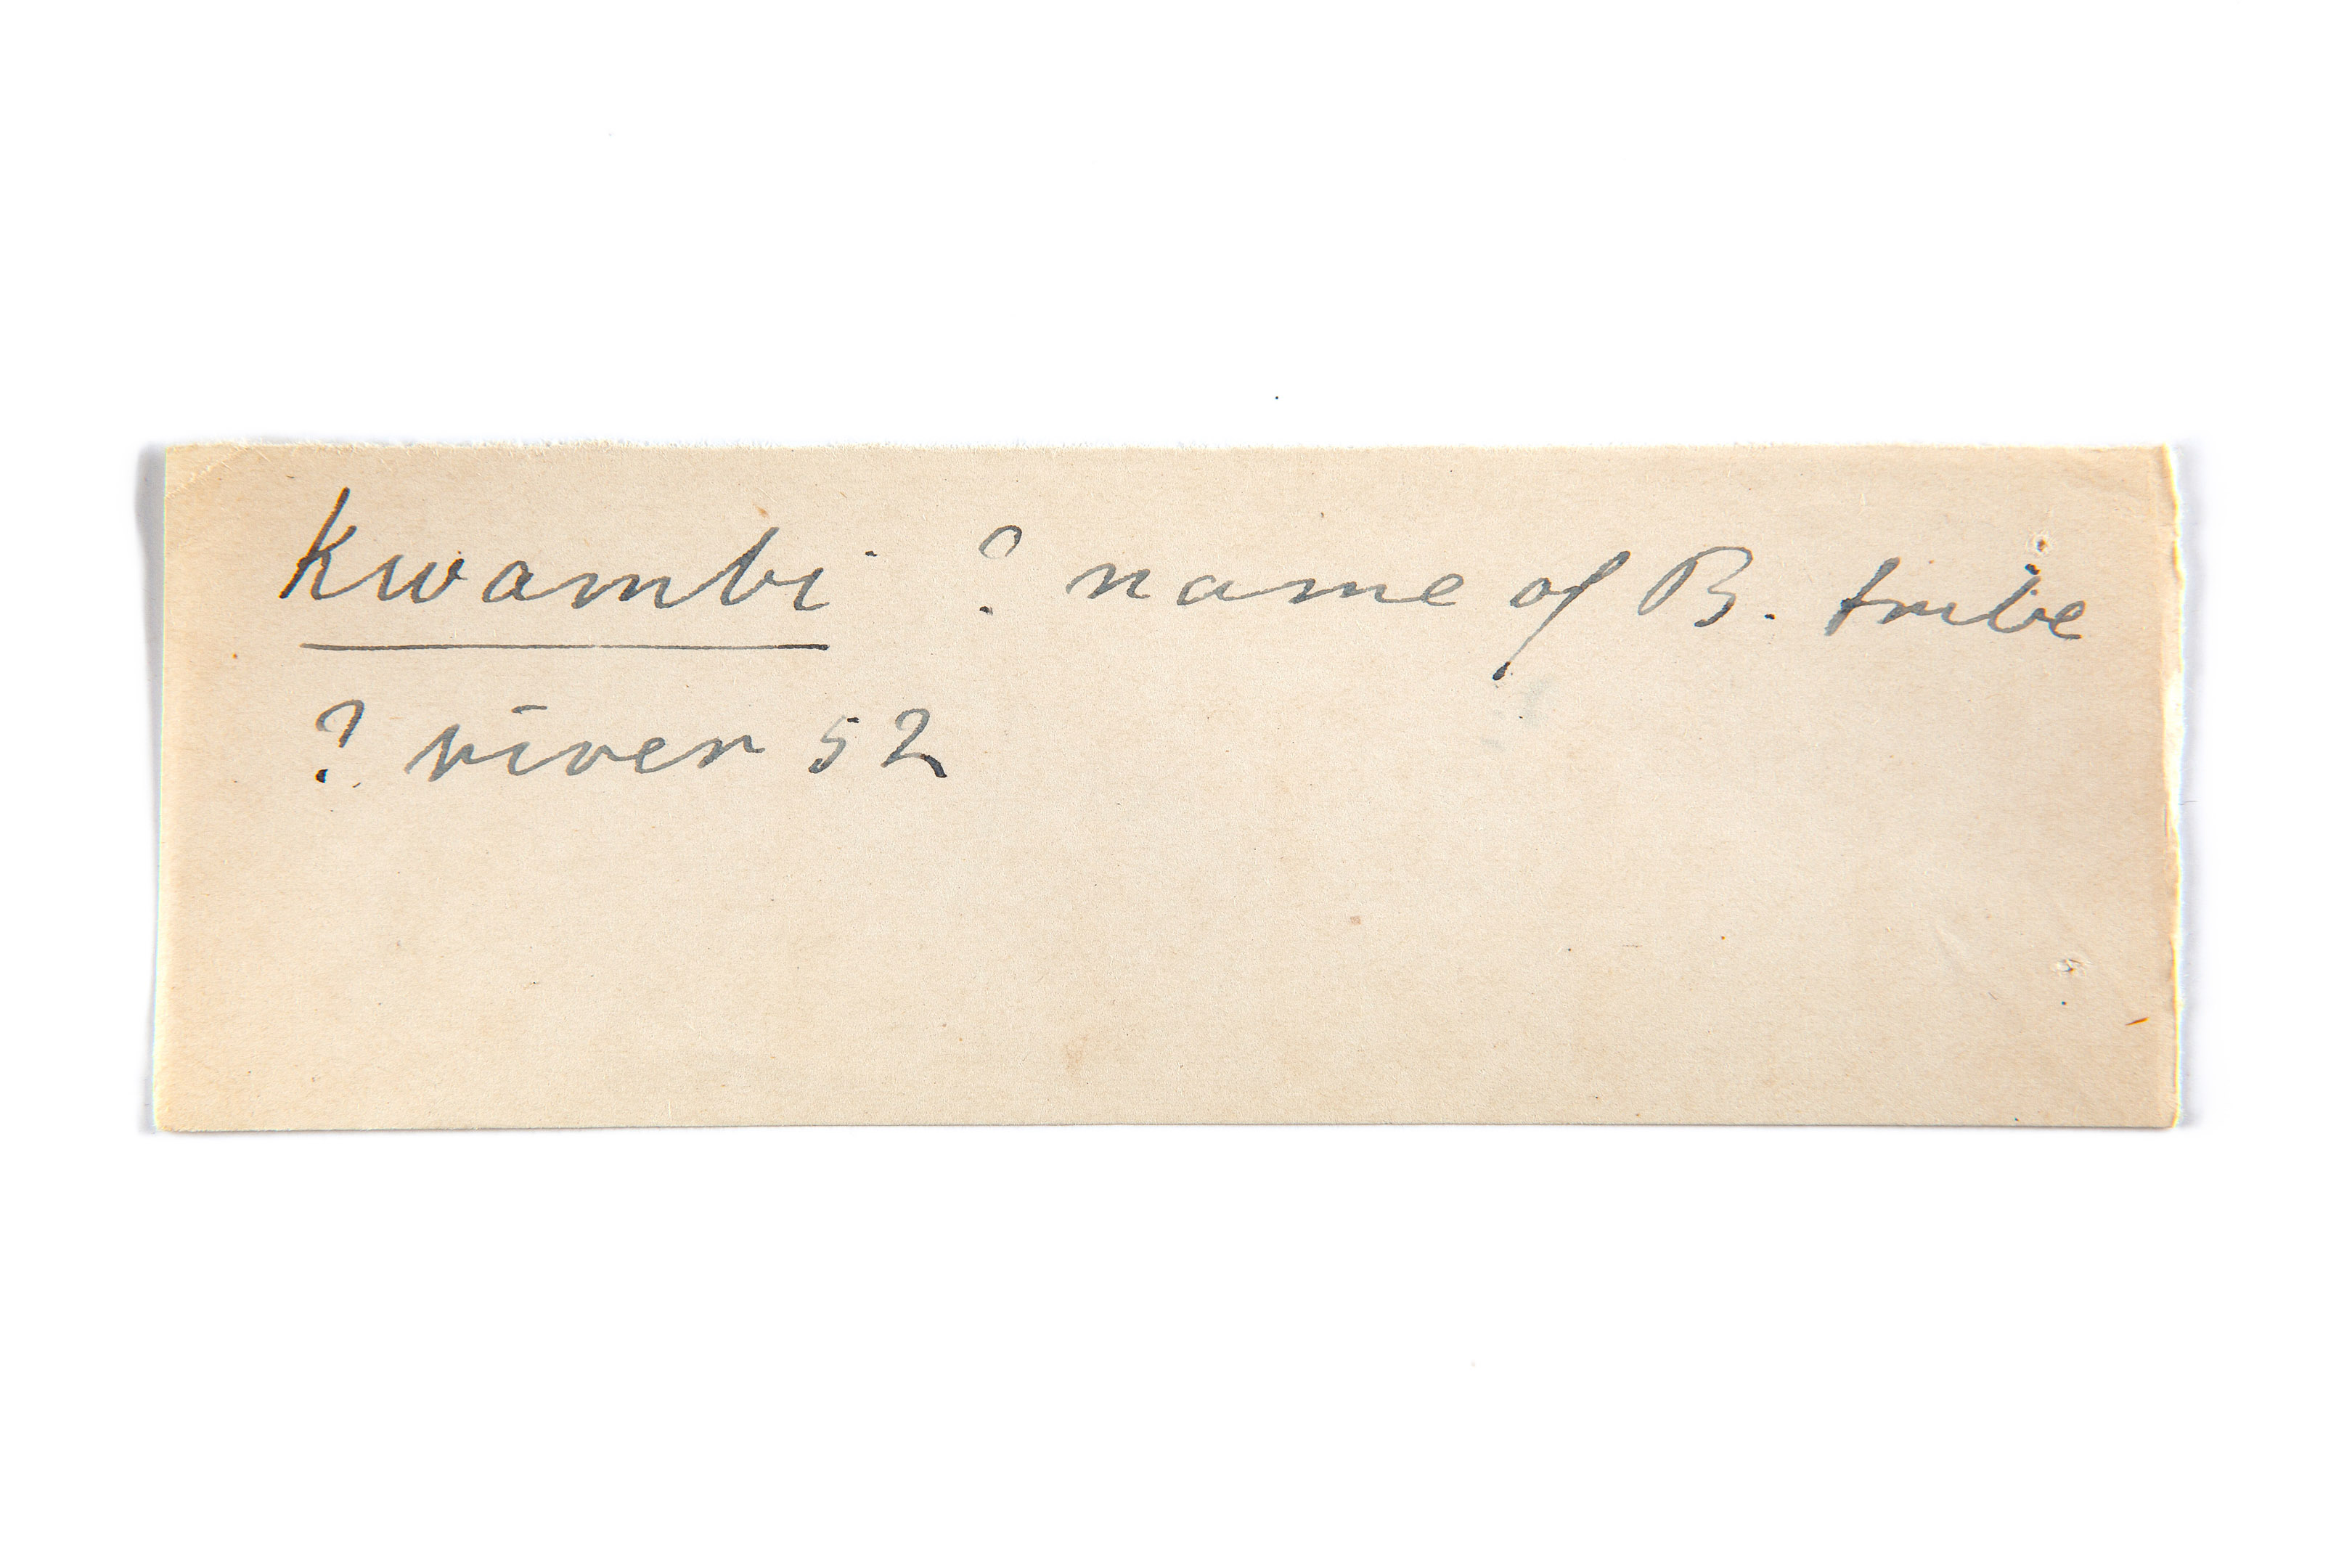 Kwambi ? name of B. tribe
? river 52